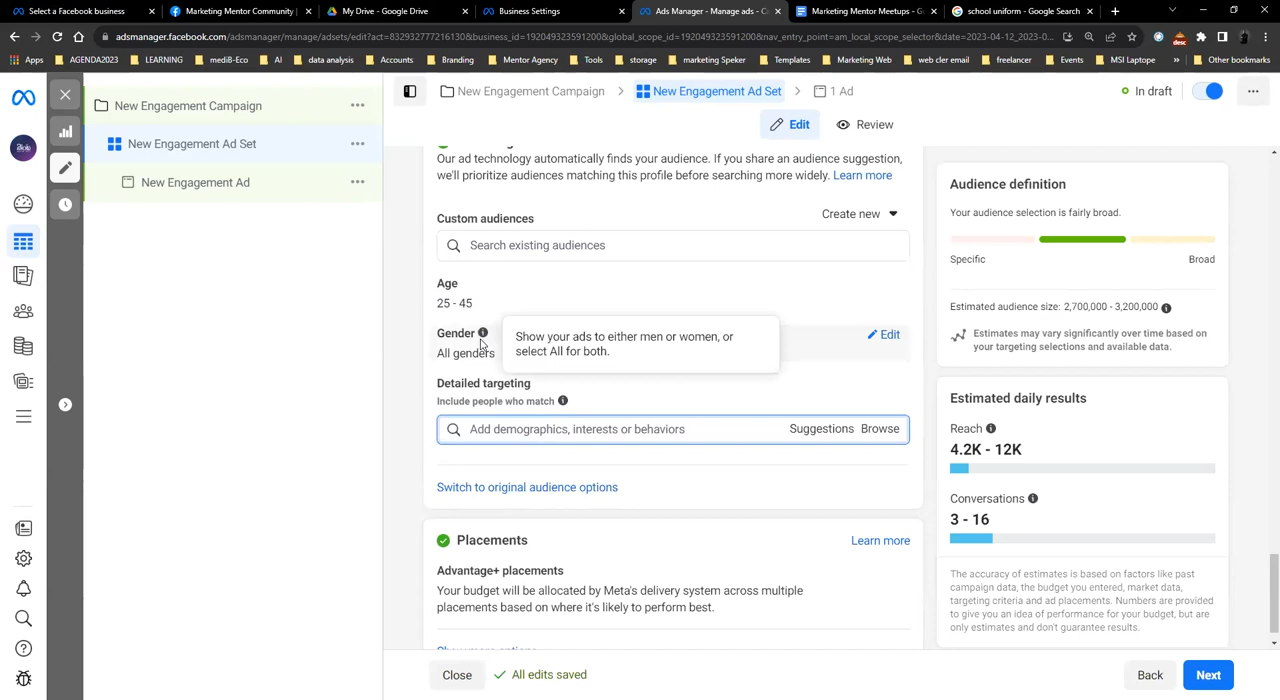 Select a Facebook business
Marketing Mentor Community
My Drive - Google Drive
Business Settings
Ads Manager - Manage ads - C
Marketing Mentor Meetups - G
school uniform - Google Search
adsmanager.facebook.com/adsmanager/manage/adsets/edit?act=832932777216130&business_id=192049323591200&global_scope_id=192049323591200&nav_entry_point=am_local_scope_selector&date=2023-04-12_2023-0...
Apps
AGENDA2023
LEARNING
medi8-Eco
AI
data analysis
Accounts
Branding
Mentor Agency
Tools
storage
marketing Speker
Templates
Marketing Web
web cler email
freelancer
Events
MSI Laptope
»
Other bookmarks
New Engagement Campaign
New Engagement Ad Set
New Engagement Ad
New Engagement Campaign
New Engagement Ad Set
1 Ad
In draft
Edit
Review
Our ad technology automatically finds your audience. If you share an audience suggestion,
we'll prioritize audiences matching this profile before searching more widely. Learn more
Custom audiences
Create new
Search existing audiences
Age
25 - 45
Gender
All genders
Show your ads to either men or women, or
select All for both.
Edit
Detailed targeting
Include people who match
Add demographics, interests or behaviors
Suggestions
Browse
Switch to original audience options
Placements
Learn more
Advantage+ placements
Your budget will be allocated by Meta's delivery system across multiple
placements based on where it's likely to perform best.
Close
All edits saved
Back
Next
Audience definition
Your audience selection is fairly broad.
Specific
Broad
Estimated audience size: 2,700,000 - 3,200,000
Estimates may vary significantly over time based on
your targeting selections and available data.
Estimated daily results
Reach
4.2K - 12K
Conversations
3 - 16
The accuracy of estimates is based on factors like past
campaign data, the budget you entered, market data,
targeting criteria and ad placements. Numbers are provided
to give you an idea of performance for your budget, but are
only estimates and don't guarantee results.